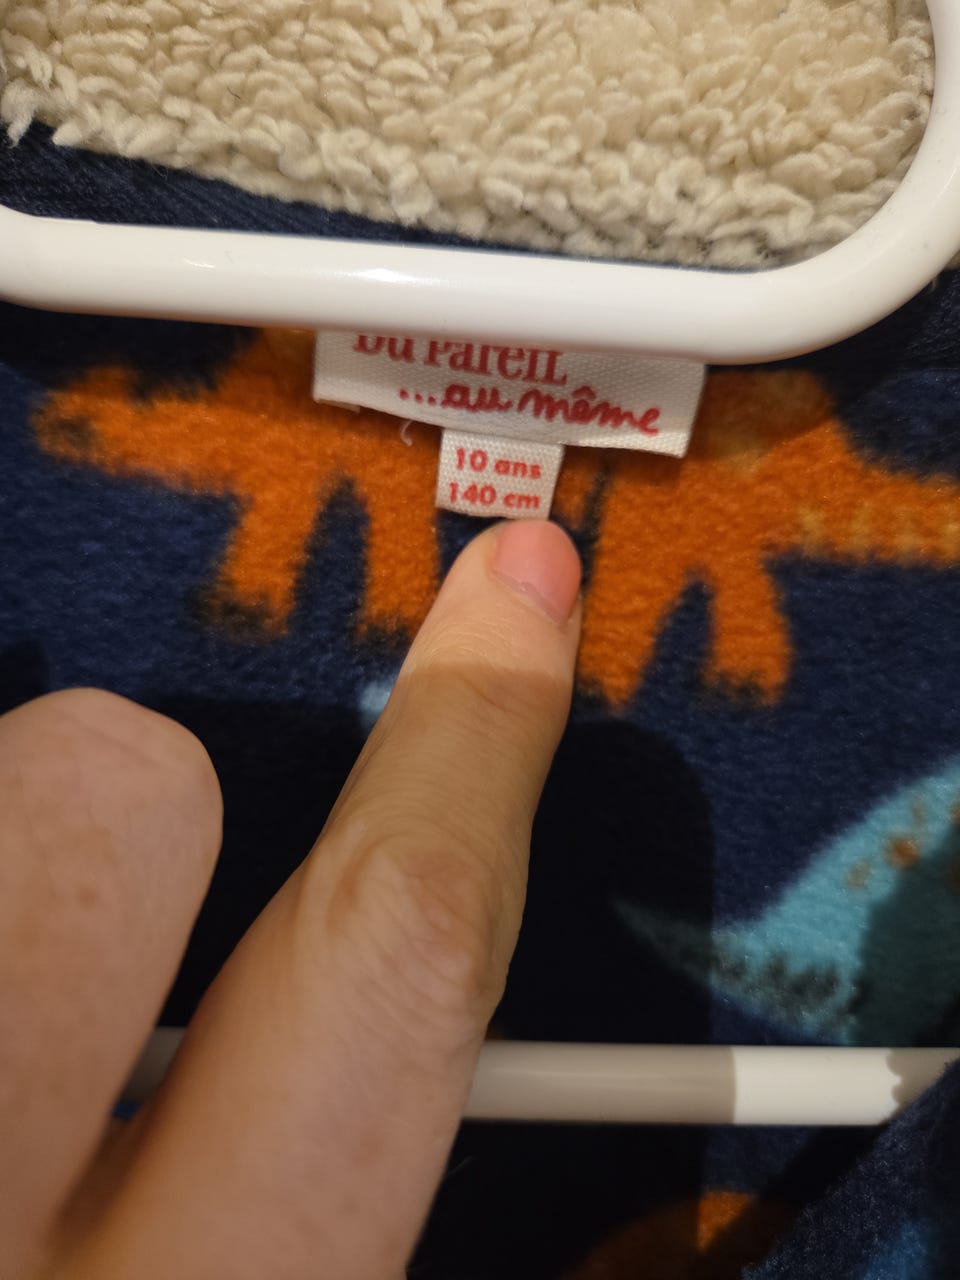 Du Pareil
...au même
10 ans
140 cm